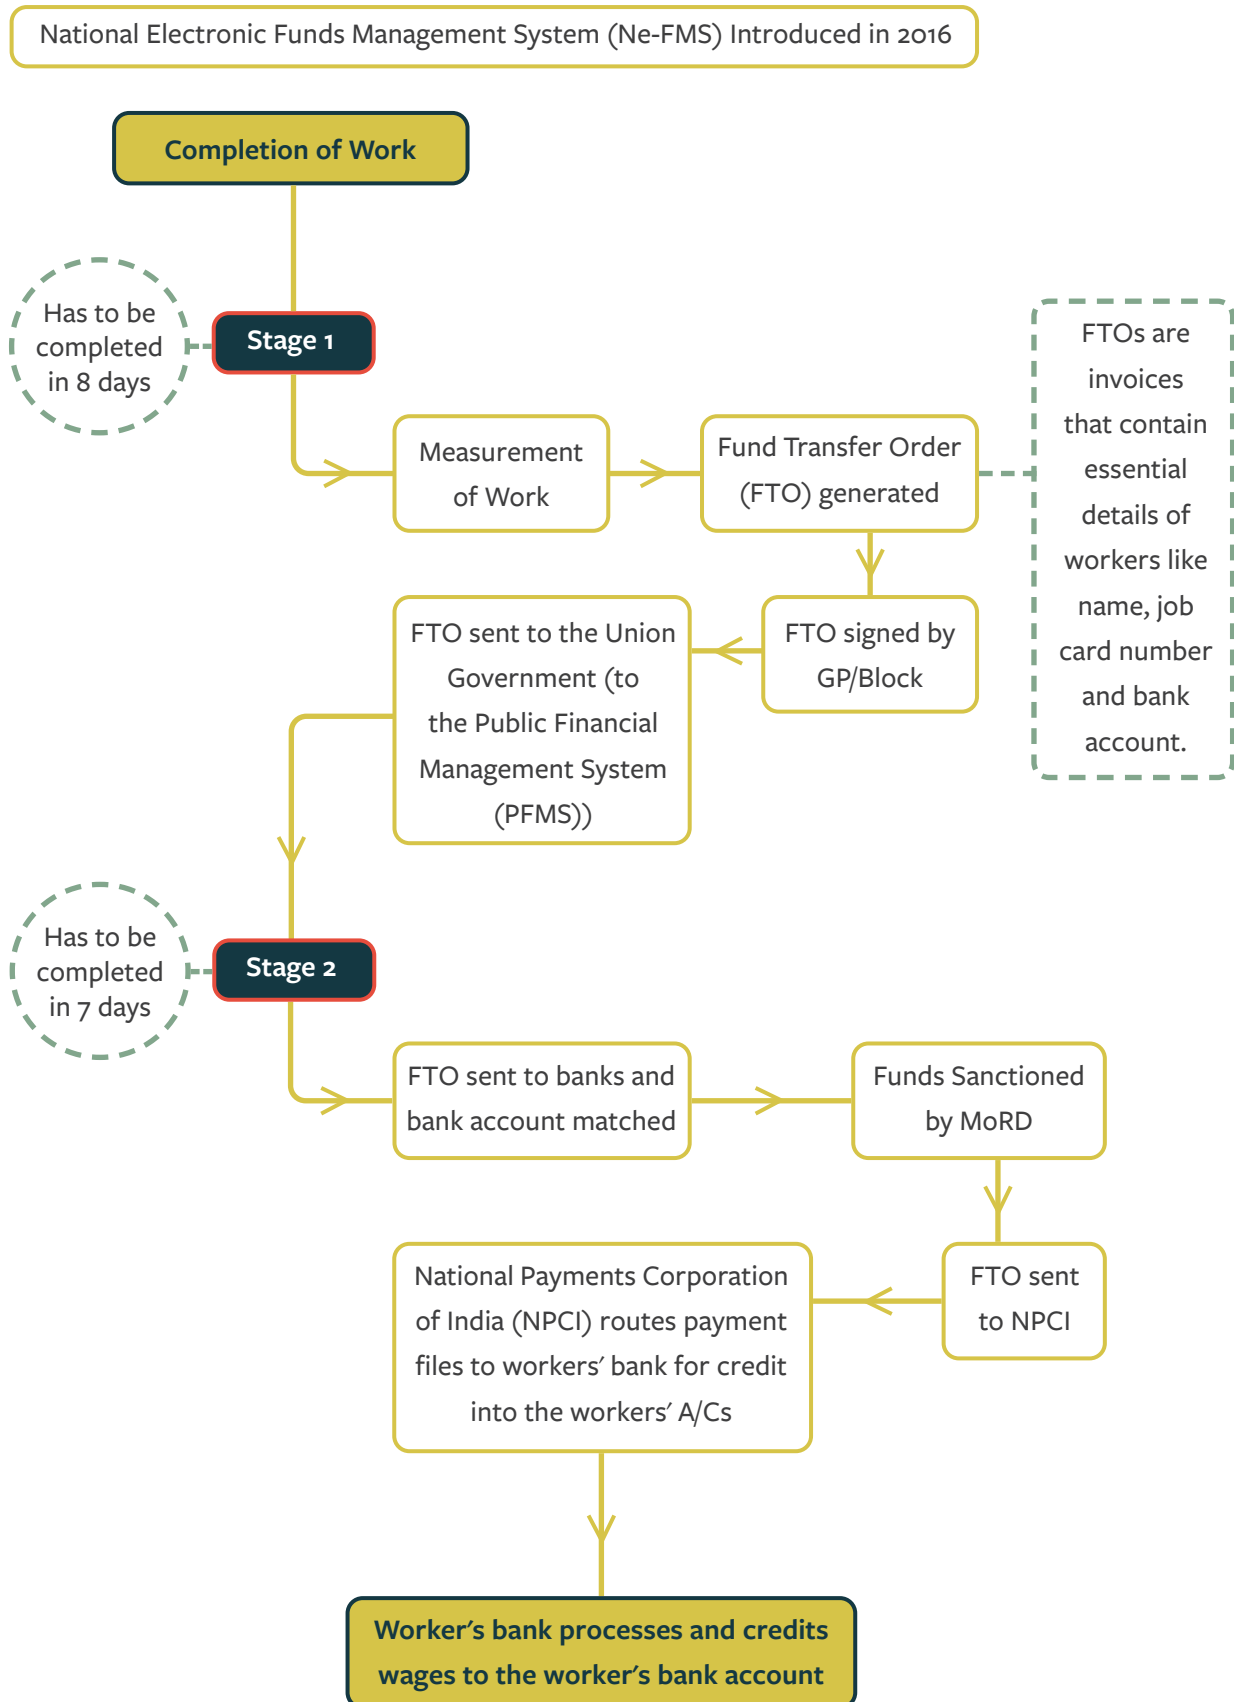 National Electronic Funds Management System (Ne-FMS) Introduced in 2016
Completion of Work
Has to be
completed
in 8 days
Stage 1
Measurement
of Work
Fund Transfer Order
(FTO) generated
FTOs are
invoices
that contain
essential
details of
workers like
name, job
card number
and bank
account.
FTO signed by
GP/Block
FTO sent to the Union
Government (to
the Public Financial
Management System
(PFMS))
Has to be
completed
in 7 days
Stage 2
FTO sent to banks and
bank account matched
Funds Sanctioned
by MoRD
FTO sent
to NPCI
National Payments Corporation
of India (NPCI) routes payment
files to workers' bank for credit
into the workers' A/Cs
Worker's bank processes and credits
wages to the worker's bank account